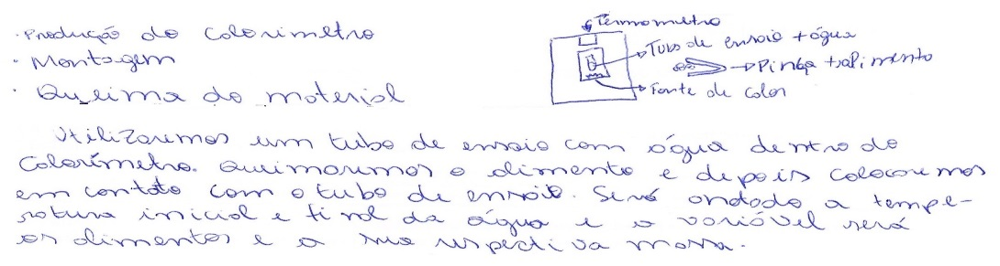 · Produção do Calorimetro
· Montagem
· Queima do material
Termometro
Tubo de ensaio + água
Pinça + alimento
Fonte de calor
Utilizaremos um tubo de ensaio com água dentro do
Calorímetro. Queimaremos o alimento e depois colocaremos
em contato com o tubo de ensaio. Será anotado a tempe-
ratura inicial e final da água e a variável será
os alimentos e a sua respectiva massa.